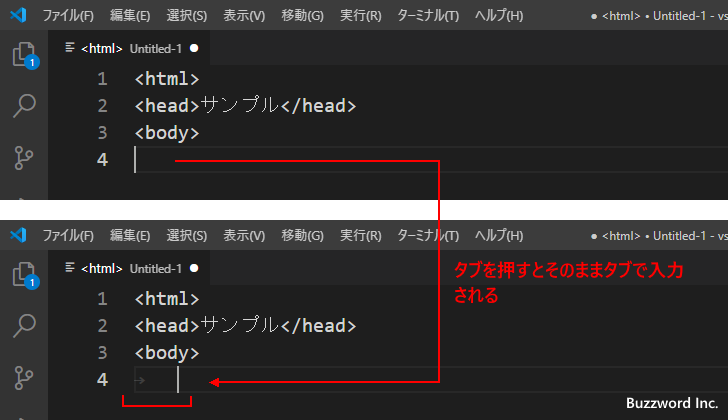 ファイル(F) 編集(E) 選択(S) 表示(V) 移動(G) 実行(R) ターミナル(T) ヘルプ(H) ● <html> • Untitled-1 - vs
1
<html> Untitled-1 ●
1 <html>
2 <head>サンプル</head>
3 <body>
4
ファイル(F) 編集(E) 選択(S) 表示(V) 移動(G) 実行(R) ターミナル(T) ヘルプ(H) ● <html> • Untitled-1 - vs
1
<html> Untitled-1 ●
1 <html>
2 <head>サンプル</head>
3 <body>
4 →
タブを押すとそのままタブで入力
される
Buzzword Inc.